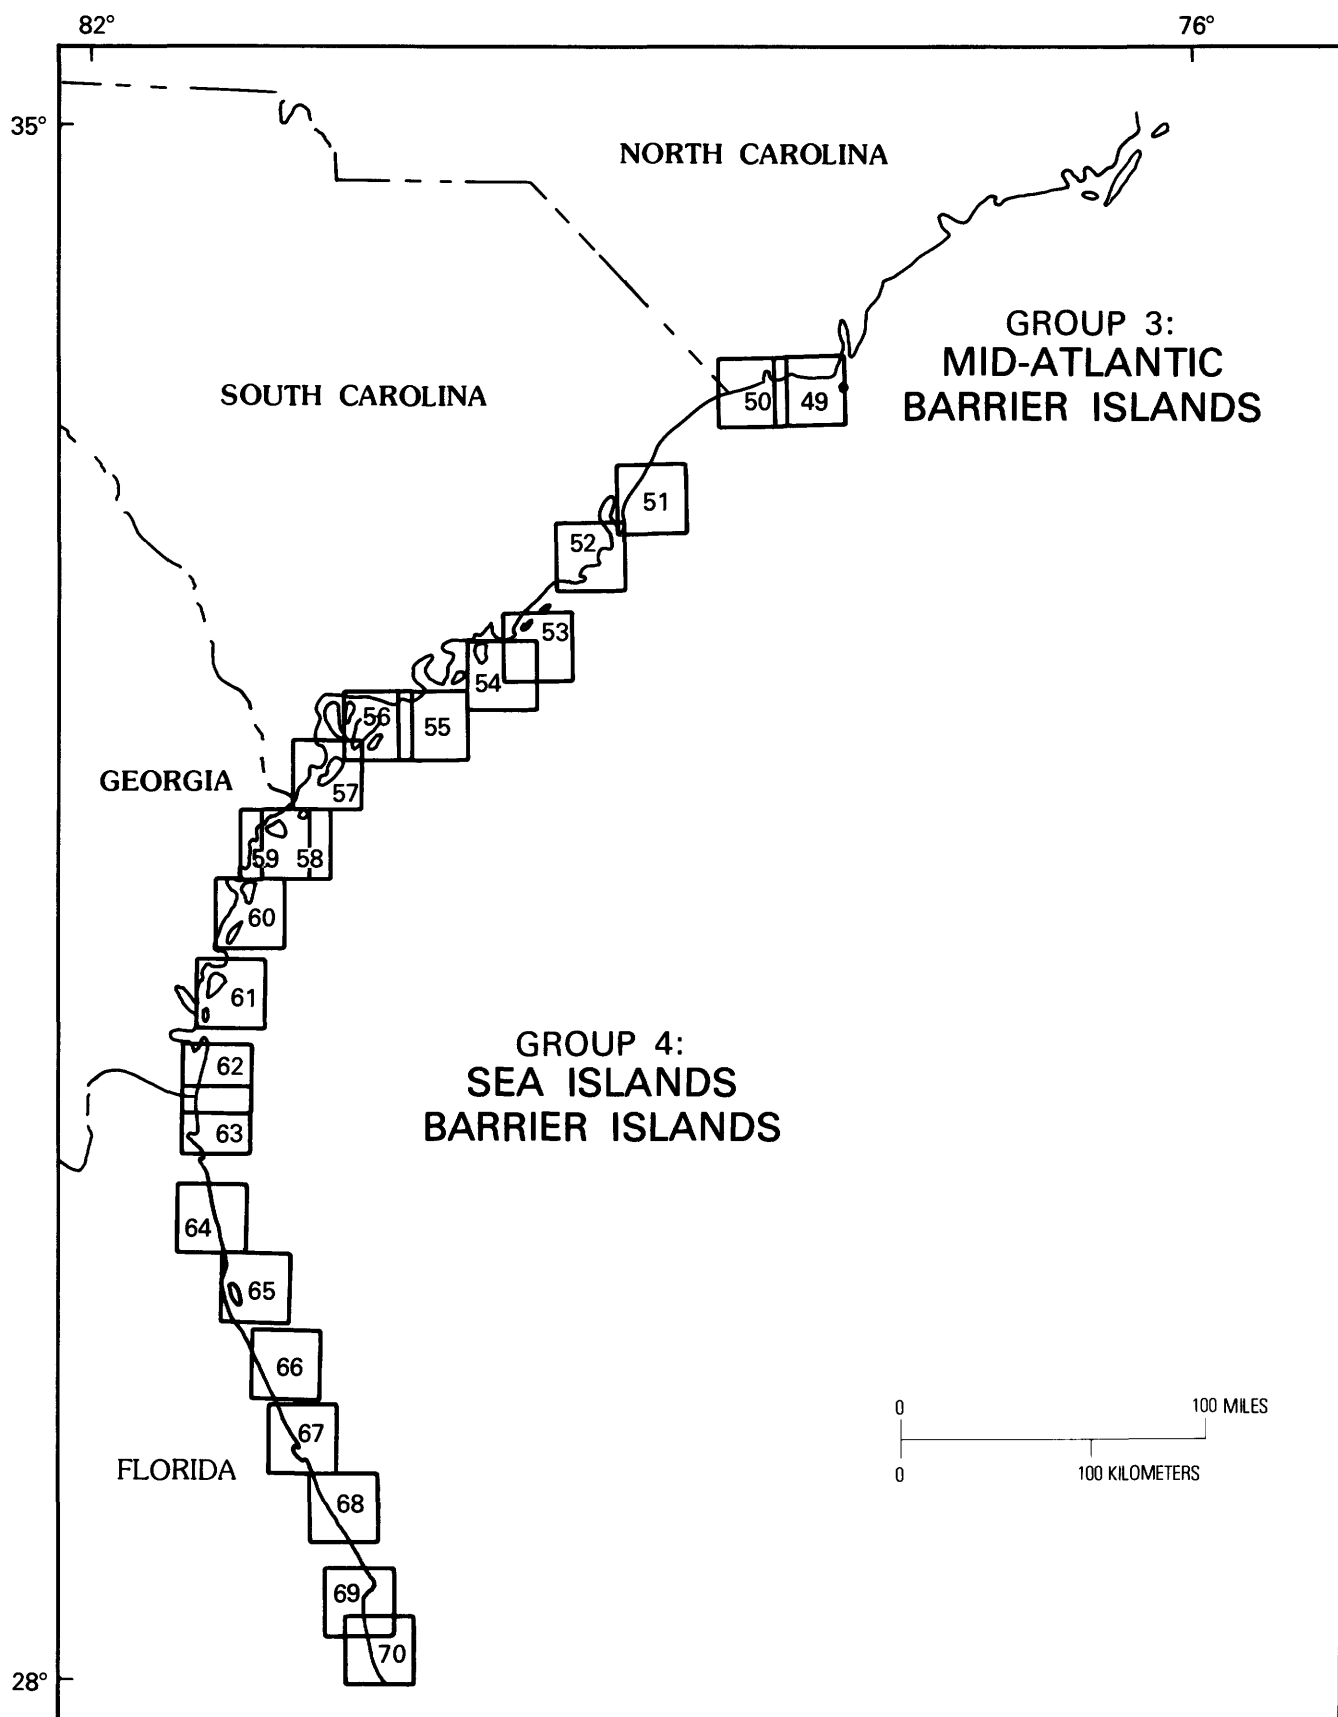 82° 76°
35°
NORTH CAROLINA
GROUP 3:
MID-ATLANTIC
BARRIER ISLANDS
SOUTH CAROLINA
50 49
51
52
53
54
56 55
GEORGIA
57
59 58
60
61
GROUP 4:
SEA ISLANDS
BARRIER ISLANDS
62
63
64
65
66
67
0 100 MILES
0 100 KILOMETERS
FLORIDA
68
69
70
28°